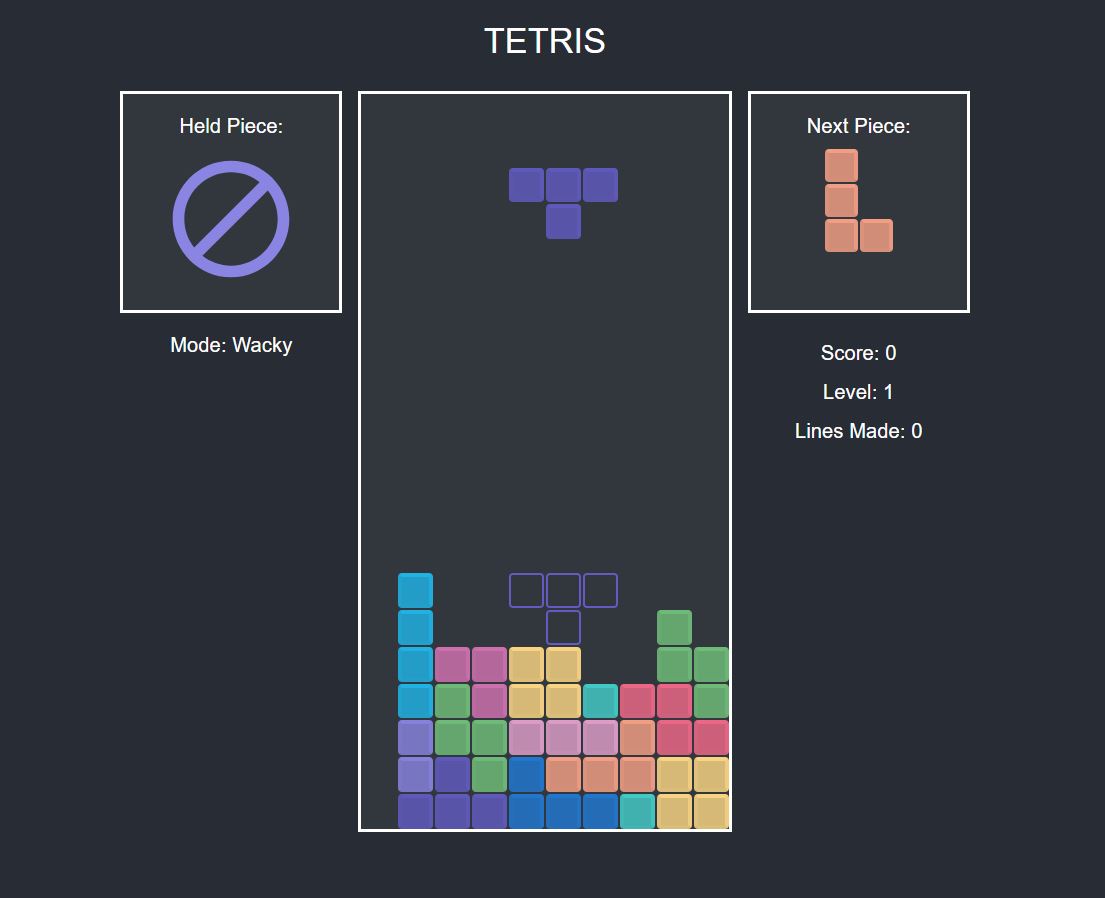 TETRIS
Held Piece:
Mode: Wacky
Next Piece:
Score: 0
Level: 1
Lines Made: 0